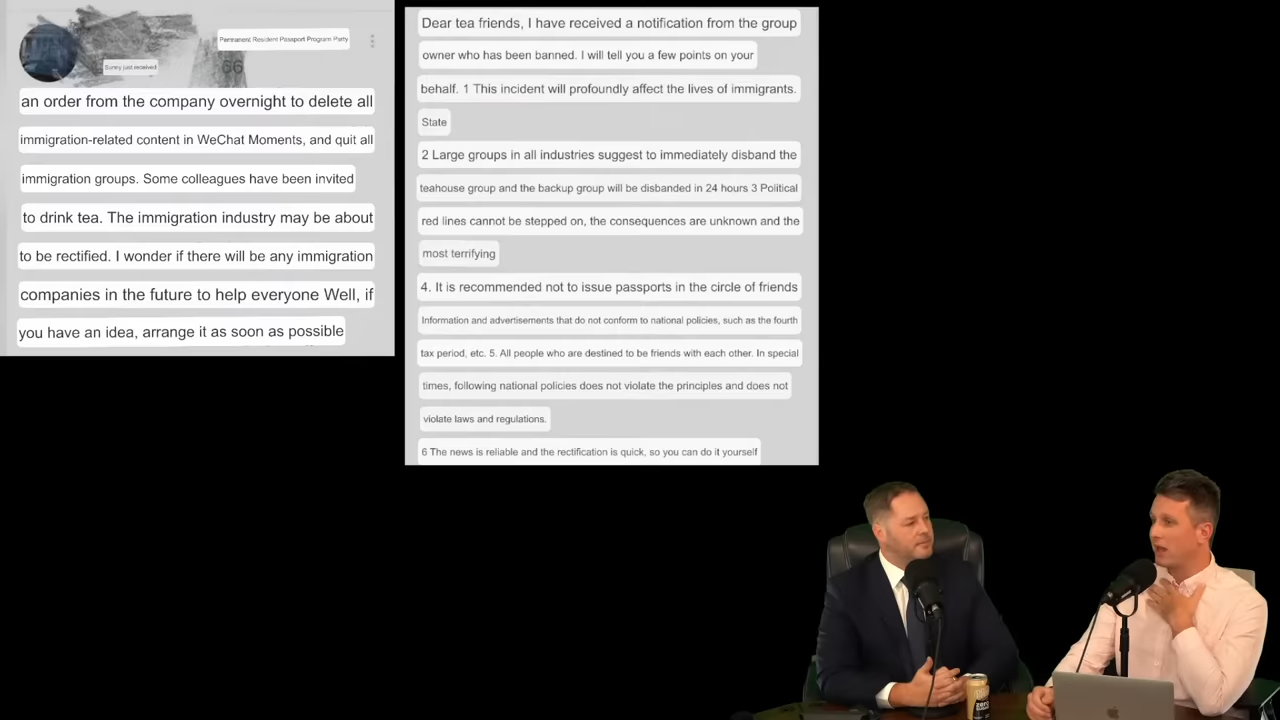 Permanent Resident Passport Program Party
Sunny just received
66
an order from the company overnight to delete all
immigration-related content in WeChat Moments, and quit all
immigration groups. Some colleagues have been invited
to drink tea. The immigration industry may be about
to be rectified. I wonder if there will be any immigration
companies in the future to help everyone Well, if
you have an idea, arrange it as soon as possible
Dear tea friends, I have received a notification from the group
owner who has been banned. I will tell you a few points on your
behalf. 1 This incident will profoundly affect the lives of immigrants.
State
2 Large groups in all industries suggest to immediately disband the
teahouse group and the backup group will be disbanded in 24 hours 3 Political
red lines cannot be stepped on, the consequences are unknown and the
most terrifying
4. It is recommended not to issue passports in the circle of friends
Information and advertisements that do not conform to national policies, such as the fourth
tax period, etc. 5. All people who are destined to be friends with each other. In special
times, following national policies does not violate the principles and does not
violate laws and regulations.
6 The news is reliable and the rectification is quick, so you can do it yourself
zero